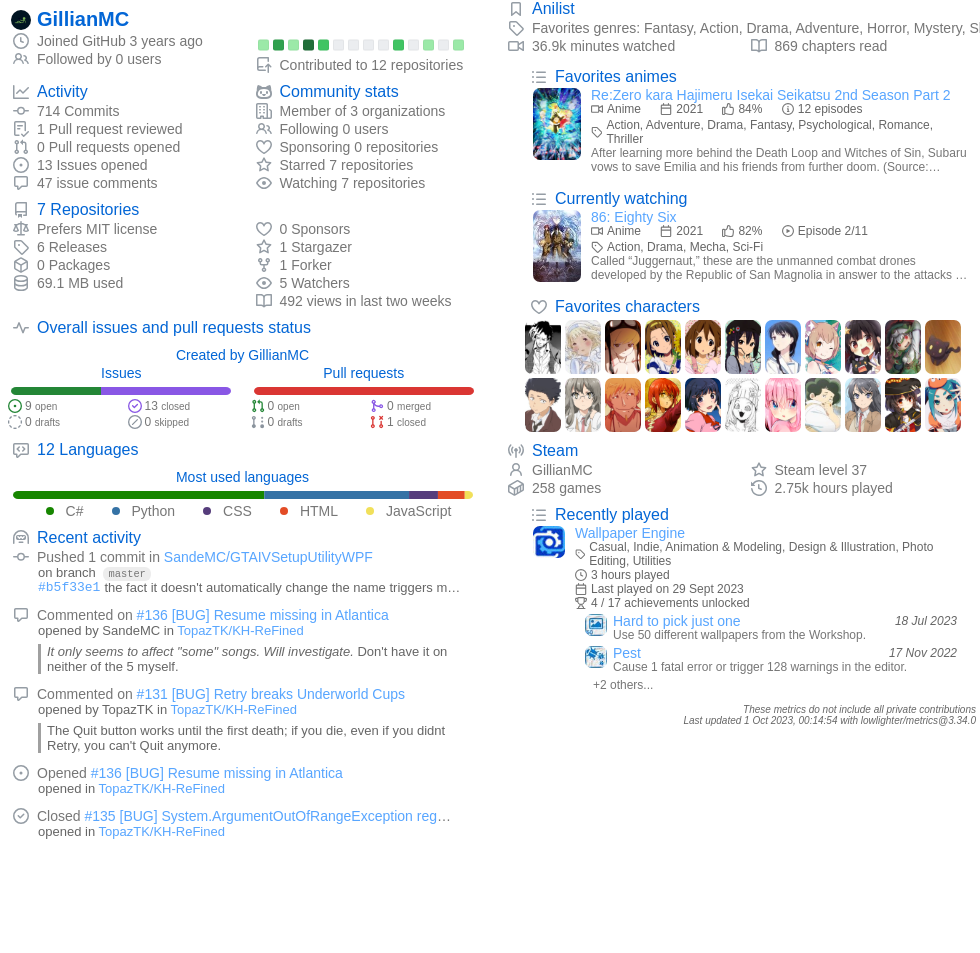 GillianMC
Joined GitHub 3 years ago
Followed by 0 users
Contributed to 12 repositories
Activity
714 Commits
1 Pull request reviewed
0 Pull requests opened
13 Issues opened
47 issue comments
Community stats
Member of 3 organizations
Following 0 users
Sponsoring 0 repositories
Starred 7 repositories
Watching 7 repositories
7 Repositories
Prefers MIT license
6 Releases
0 Packages
69.1 MB used
0 Sponsors
1 Stargazer
1 Forker
5 Watchers
492 views in last two weeks
Overall issues and pull requests status
Created by GillianMC
Issues
9 open
13 closed
0 drafts
0 skipped
Pull requests
0 open
0 merged
0 drafts
1 closed
12 Languages
Most used languages
C# Python CSS HTML JavaScript
Recent activity
Pushed 1 commit in SandeMC/GTAIVSetupUtilityWPF
on branch master
#b5f33e1 the fact it doesn't automatically change the name triggers m…
Commented on #136 [BUG] Resume missing in Atlantica
opened by SandeMC in TopazTK/KH-ReFined
It only seems to affect "some" songs. Will investigate. Don't have it on
neither of the 5 myself.
Commented on #131 [BUG] Retry breaks Underworld Cups
opened by TopazTK in TopazTK/KH-ReFined
The Quit button works until the first death; if you die, even if you didnt
Retry, you can't Quit anymore.
Opened #136 [BUG] Resume missing in Atlantica
opened in TopazTK/KH-ReFined
Closed #135 [BUG] System.ArgumentOutOfRangeException reg…
opened in TopazTK/KH-ReFined
Anilist
Favorites genres: Fantasy, Action, Drama, Adventure, Horror, Mystery, Sl
36.9k minutes watched
869 chapters read
Favorites animes
Re:Zero kara Hajimeru Isekai Seikatsu 2nd Season Part 2
Anime 2021 84% 12 episodes
Action, Adventure, Drama, Fantasy, Psychological, Romance,
Thriller
After learning more behind the Death Loop and Witches of Sin, Subaru
vows to save Emilia and his friends from further doom. (Source:…
Currently watching
86: Eighty Six
Anime 2021 82% Episode 2/11
Action, Drama, Mecha, Sci-Fi
Called “Juggernaut,” these are the unmanned combat drones
developed by the Republic of San Magnolia in answer to the attacks …
Favorites characters
Steam
GillianMC
Steam level 37
258 games
2.75k hours played
Recently played
Wallpaper Engine
Casual, Indie, Animation & Modeling, Design & Illustration, Photo
Editing, Utilities
3 hours played
Last played on 29 Sept 2023
4 / 17 achievements unlocked
Hard to pick just one 18 Jul 2023
Use 50 different wallpapers from the Workshop.
Pest 17 Nov 2022
Cause 1 fatal error or trigger 128 warnings in the editor.
+2 others...
These metrics do not include all private contributions
Last updated 1 Oct 2023, 00:14:54 with lowlighter/metrics@3.34.0